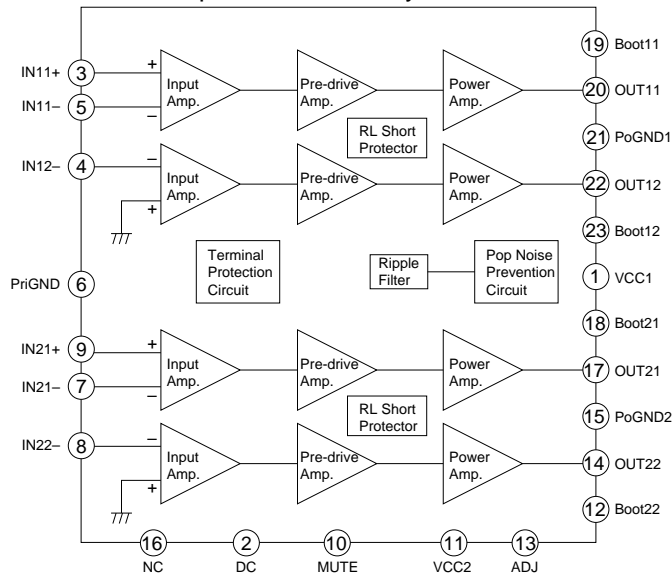 19 Boot11
IN11+ 3 + Input Amp. Pre-drive Amp. Power Amp. 20 OUT11
IN11– 5 –
RL Short Protector
21 PoGND1
IN12– 4 – Input Amp. Pre-drive Amp. Power Amp. 22 OUT12
+
23 Boot12
Terminal Protection Circuit
Ripple Filter
Pop Noise Prevention Circuit
PriGND 6
1 VCC1
18 Boot21
IN21+ 9 + Input Amp. Pre-drive Amp. Power Amp. 17 OUT21
IN21– 7 –
RL Short Protector
15 PoGND2
IN22– 8 – Input Amp. Pre-drive Amp. Power Amp. 14 OUT22
+
12 Boot22
16 2 10 11 13
NC DC MUTE VCC2 ADJ